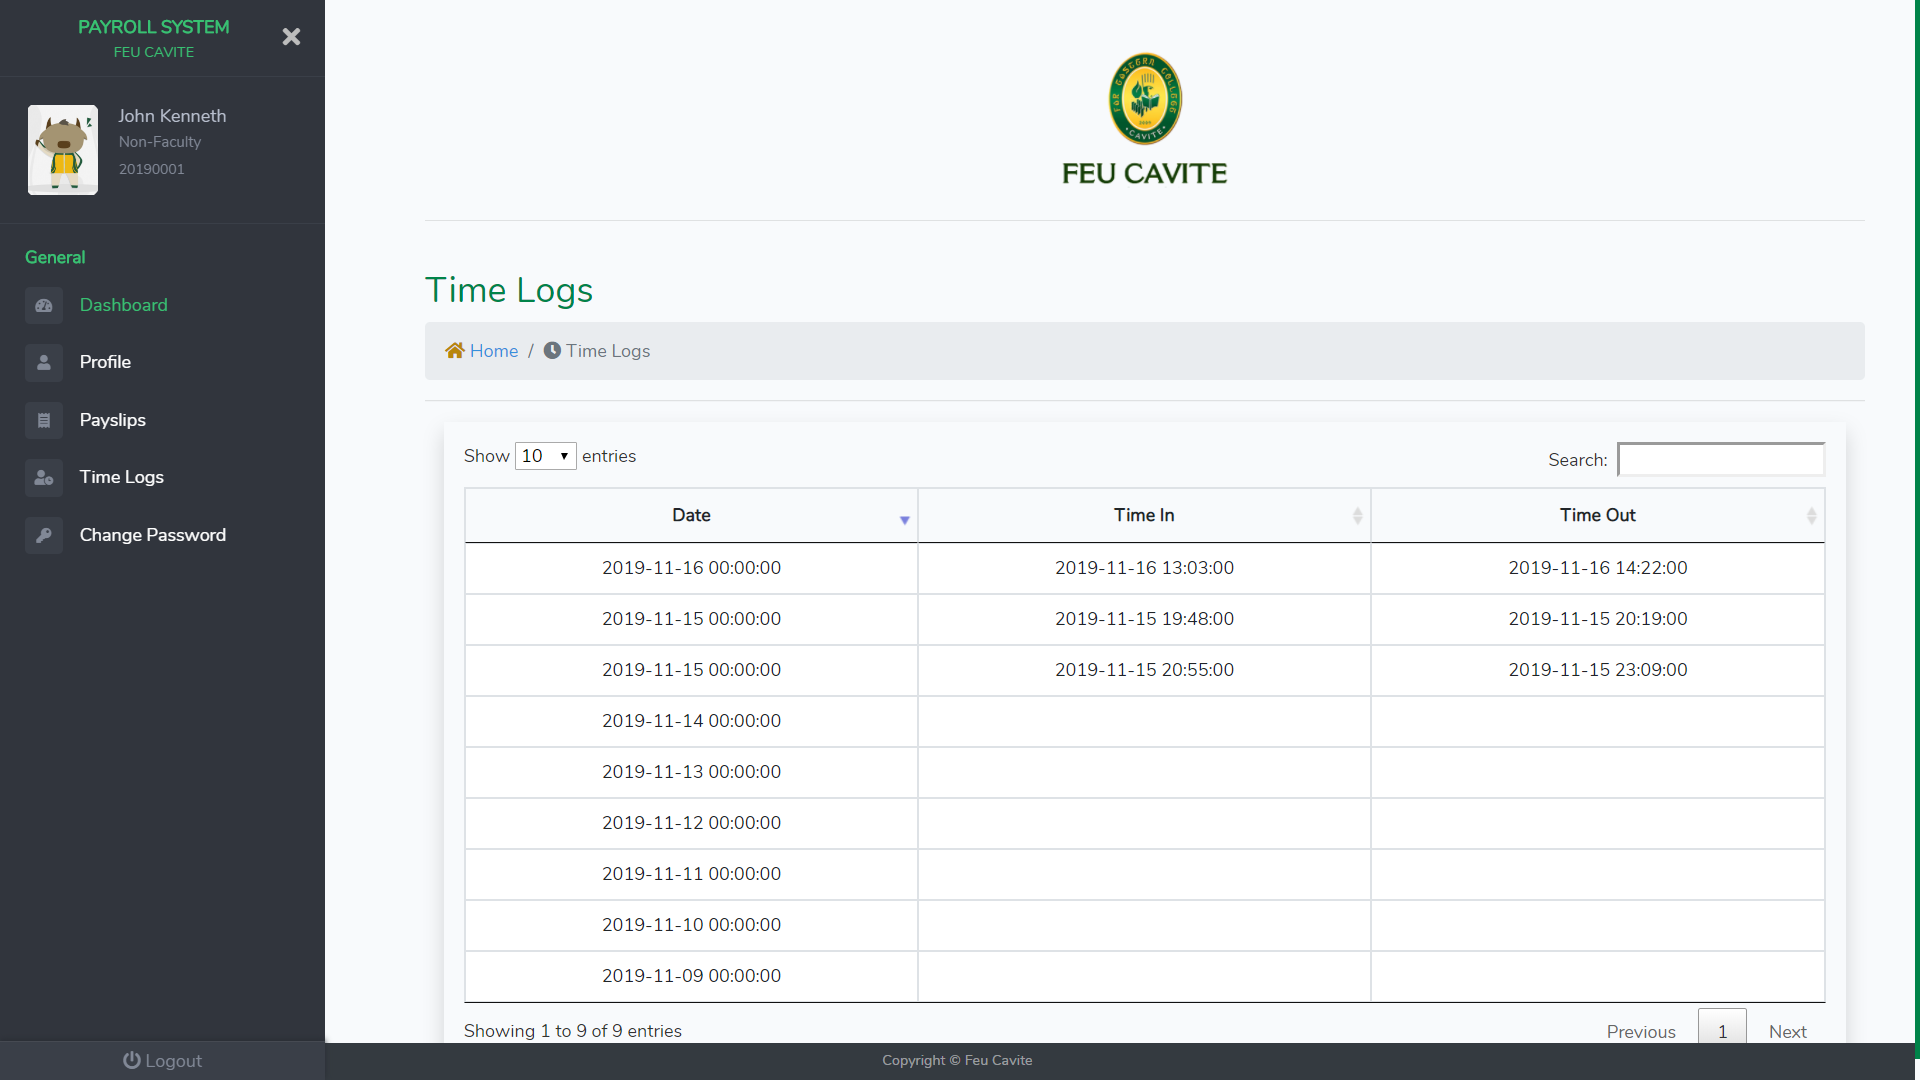 PAYROLL SYSTEM
FEU CAVITE
John Kenneth
Non-Faculty
20190001
General
Dashboard
Profile
Payslips
Time Logs
Change Password
Logout
FAR EASTERN COLLEGE
CAVITE
FEU CAVITE
Time Logs
Home / Time Logs
Show 10 entries
Search:
Date Time In Time Out
2019-11-16 00:00:00 2019-11-16 13:03:00 2019-11-16 14:22:00
2019-11-15 00:00:00 2019-11-15 19:48:00 2019-11-15 20:19:00
2019-11-15 00:00:00 2019-11-15 20:55:00 2019-11-15 23:09:00
2019-11-14 00:00:00
2019-11-13 00:00:00
2019-11-12 00:00:00
2019-11-11 00:00:00
2019-11-10 00:00:00
2019-11-09 00:00:00
Showing 1 to 9 of 9 entries
Previous 1 Next
Copyright © Feu Cavite